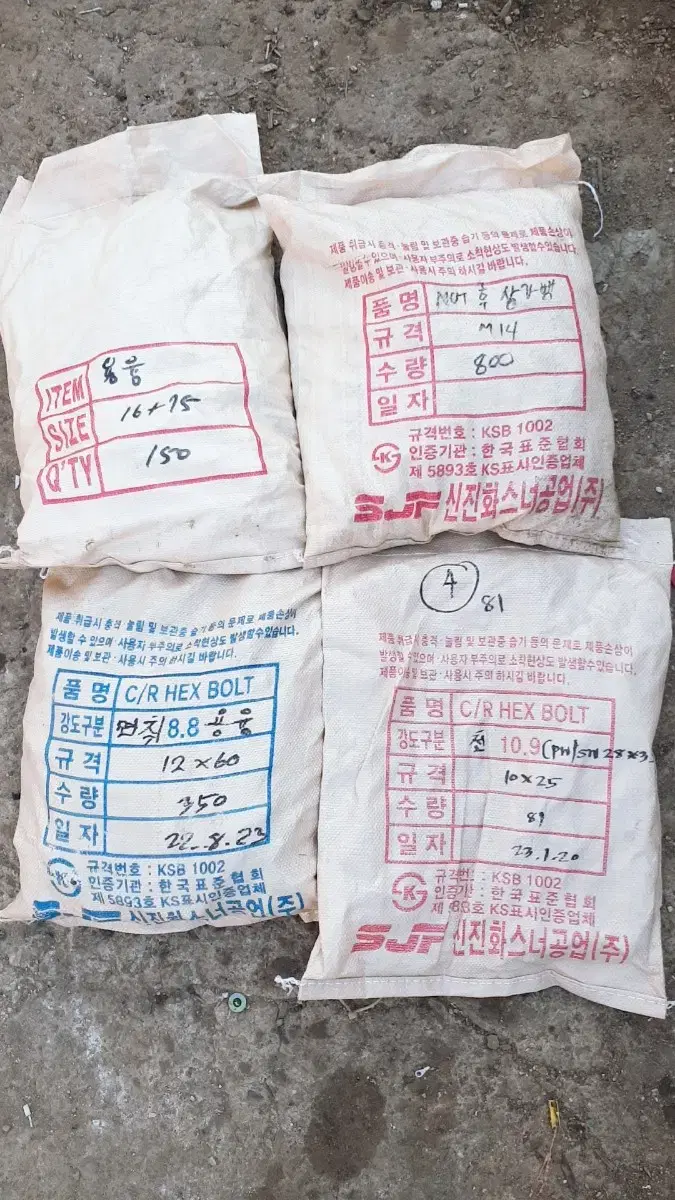 ITEM 용융
SIZE 16+75
Q'TY 150
제품 취급시 충격·눌림 및 보관중 습기 등의 문제로 제품손상이
발생할수 있으며·사용자 부주의로 소착현상도 발생할수있습니다.
제품이송 및 보관·사용시 주의 하시길 바랍니다.
품명
규격 M14
수량 800
일자
규격번호 : KSB 1002
인증기관 : 한국표준협회
제 5893호 KS표시인증업체
SJF 신진화스너공업(주)
제품 취급시 충격·눌림 및 보관중 습기 등의 문제로 제품손상이
발생할 수 있으며·사용자 부주의로 소착현상도 발생할수있습니다.
제품이송 및 보관·사용시 주의 하시길 바랍니다.
품명 C/R HEX BOLT
강도구분 8.8 용융
규격 12×60
수량 350
일자 22.8.23
규격번호 : KSB 1002
인증기관 : 한국표준협회
제 5893호 KS표시인증업체
SJF 신진화스너공업(주)
4 81
제품 취급시 충격·눌림 및 보관중 습기 등의 문제로 제품손상이
발생할 수 있으며·사용자 부주의로 소착현상도 발생할수있습니다.
제품이송 및 보관·사용시 주의 하시길 바랍니다.
품명 C/R HEX BOLT
강도구분 천 10.9
규격 10×25
수량 81
일자 23.1.20
규격번호 : KSB 1002
인증기관 : 한국표준협회
제 93호 KS표시인증업체
SJF 신진화스너공업(주)